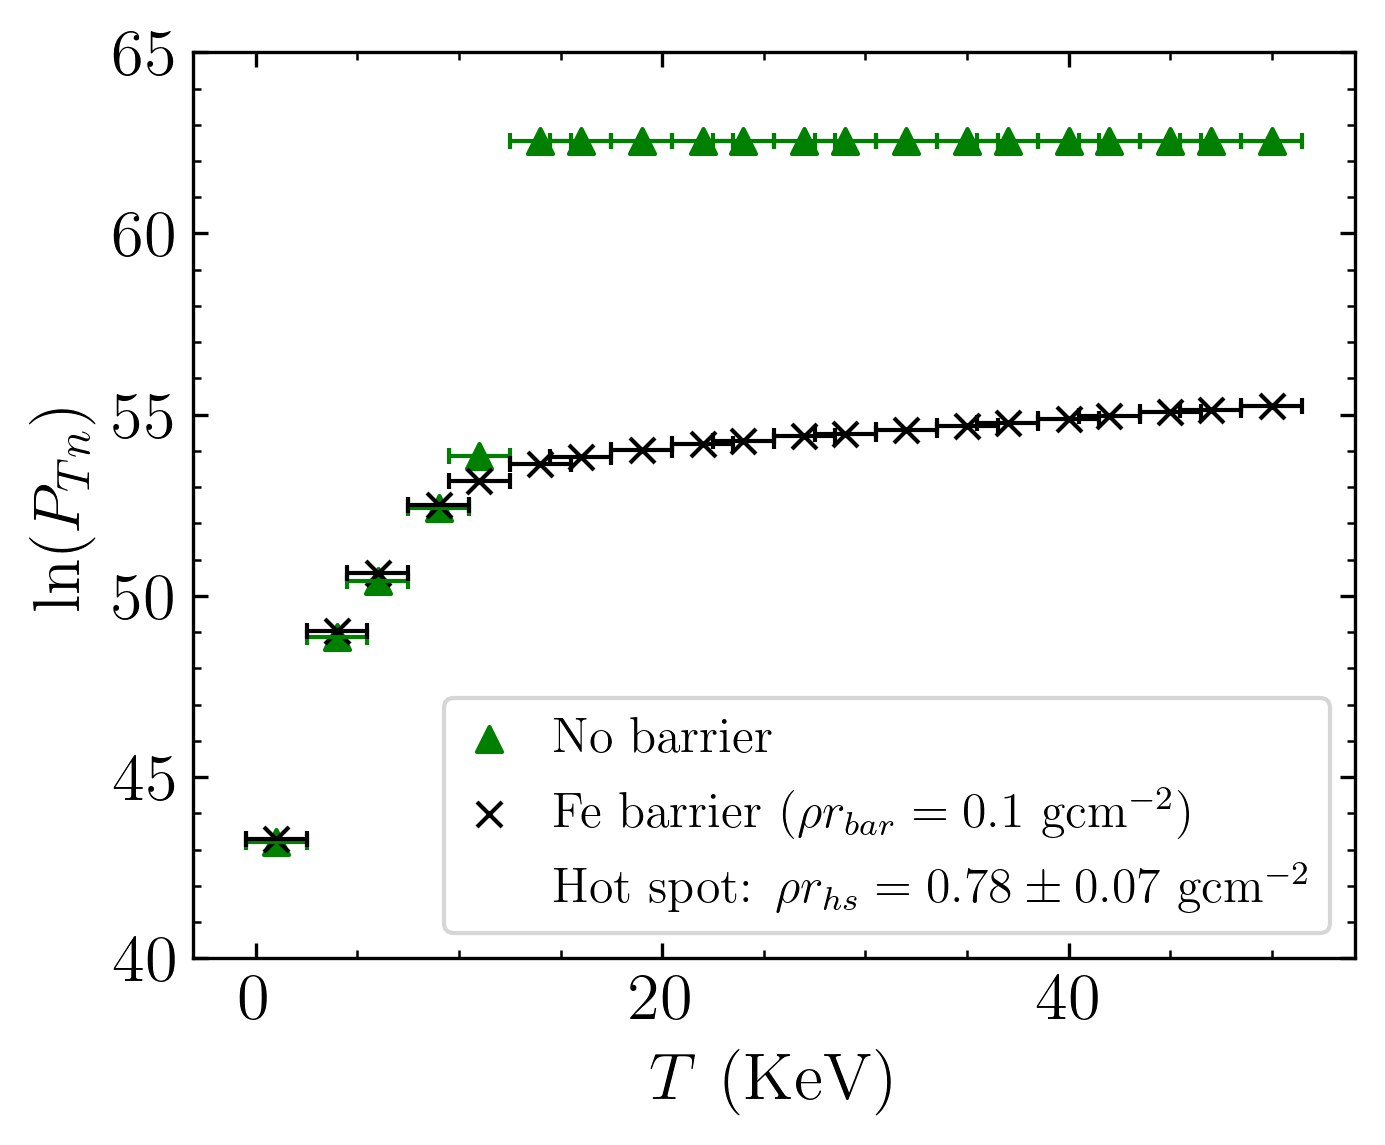 65
60
55
50
45
40
ln(P_{Tn})
No barrier
Fe barrier (ρr_{bar} = 0.1 gcm^{−2})
Hot spot: ρr_{hs} = 0.78 ± 0.07 gcm^{−2}
0 20 40
T (KeV)